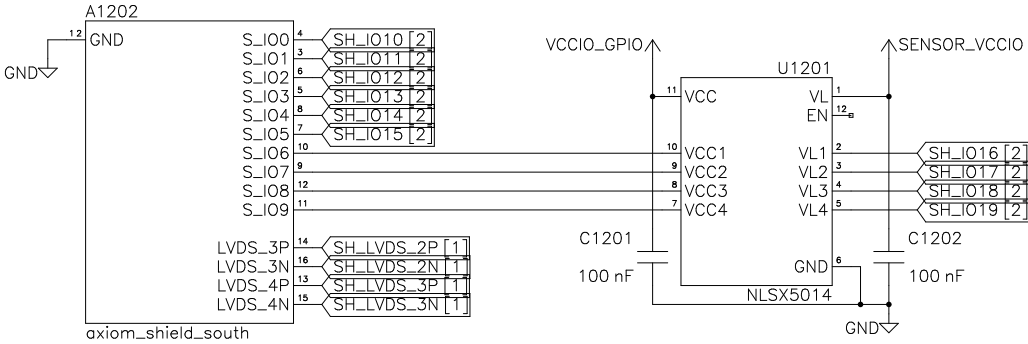 A1202
12 GND S_IO0 4 SH_IO10 [2]
GND
S_IO1 3 SH_IO11 [2]
S_IO2 6 SH_IO12 [2]
S_IO3 5 SH_IO13 [2]
S_IO4 8 SH_IO14 [2]
S_IO5 7 SH_IO15 [2]
S_IO6 10
S_IO7 9
S_IO8 12
S_IO9 11
LVDS_3P 14 SH_LVDS_2P [1]
LVDS_3N 16 SH_LVDS_2N [1]
LVDS_4P 13 SH_LVDS_3P [1]
LVDS_4N 15 SH_LVDS_3N [1]
axiom_shield_south
VCCIO_GPIO
SENSOR_VCCIO
U1201
11 VCC VL 1
EN 12
10 VCC1 VL1 2 SH_IO16 [2]
9 VCC2 VL2 3 SH_IO17 [2]
8 VCC3 VL3 4 SH_IO18 [2]
7 VCC4 VL4 5 SH_IO19 [2]
GND 6
NLSX5014
C1201
100 nF
C1202
100 nF
GND